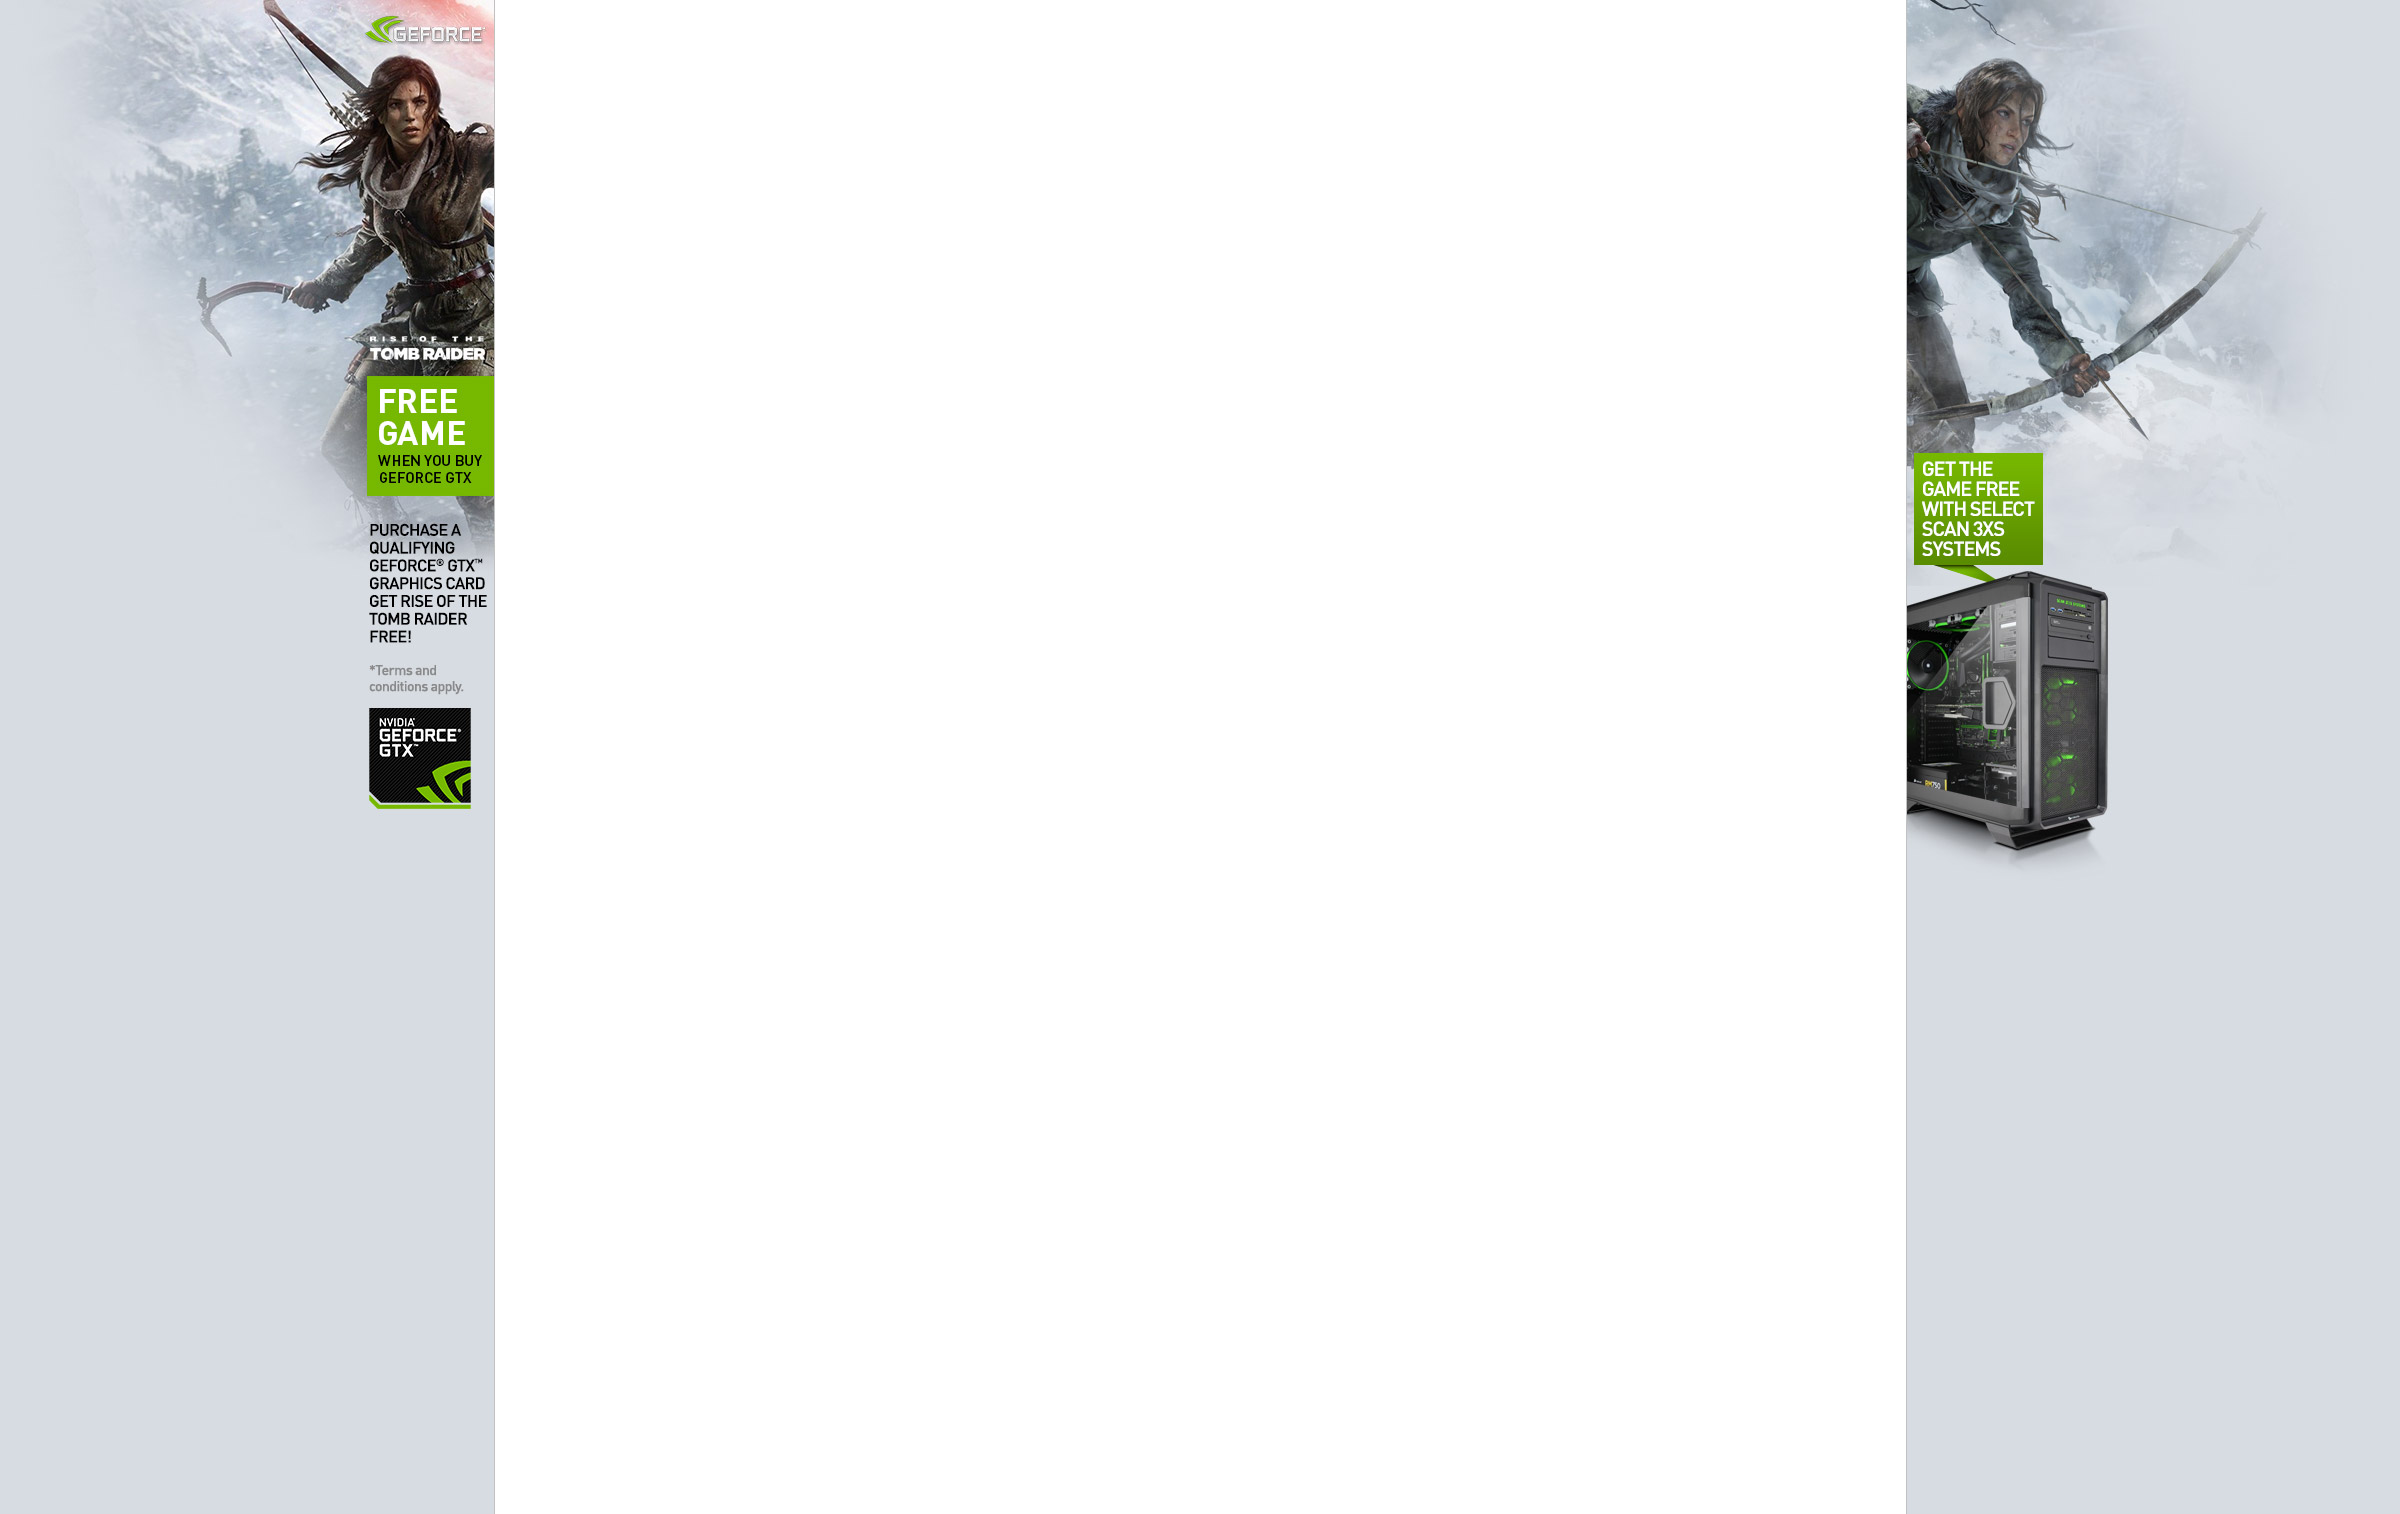 GEFORCE
RISE OF THE
TOMB RAIDER
FREE
GAME
WHEN YOU BUY
GEFORCE GTX
PURCHASE A
QUALIFYING
GEFORCE® GTX™
GRAPHICS CARD
GET RISE OF THE
TOMB RAIDER
FREE!
*Terms and
conditions apply.
NVIDIA®
GEFORCE®
GTX™
GET THE
GAME FREE
WITH SELECT
SCAN 3XS
SYSTEMS
RM750